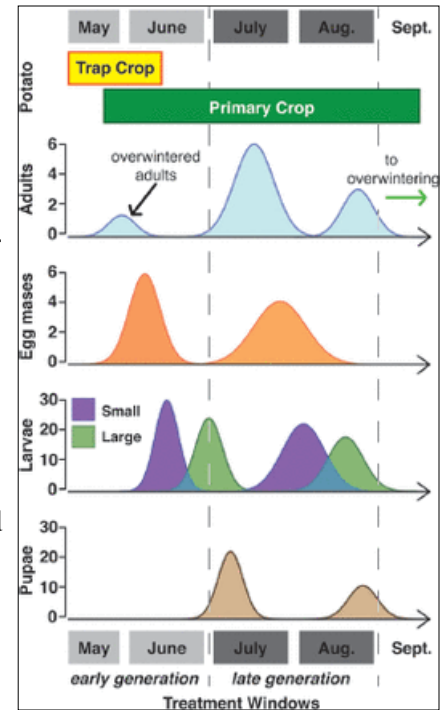 May June July Aug. Sept.
Potato
Trap Crop
Primary Crop
Adults
6
4
2
0
overwintered
adults
to
overwintering
Egg mases
6
4
2
0
Larvae
30
20
10
0
Small
Large
Pupae
30
20
10
0
May June July Aug. Sept.
early generation late generation
Treatment Windows